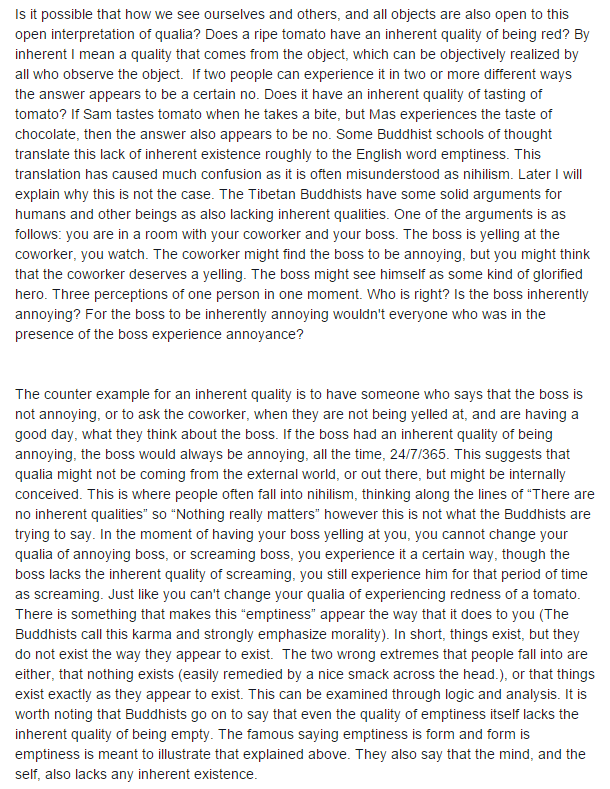 Is it possible that how we see ourselves and others, and all objects are also open to this
open interpretation of qualia? Does a ripe tomato have an inherent quality of being red? By
inherent I mean a quality that comes from the object, which can be objectively realized by
all who observe the object.  If two people can experience it in two or more different ways
the answer appears to be a certain no. Does it have an inherent quality of tasting of
tomato? If Sam tastes tomato when he takes a bite, but Mas experiences the taste of
chocolate, then the answer also appears to be no. Some Buddhist schools of thought
translate this lack of inherent existence roughly to the English word emptiness. This
translation has caused much confusion as it is often misunderstood as nihilism. Later I will
explain why this is not the case. The Tibetan Buddhists have some solid arguments for
humans and other beings as also lacking inherent qualities. One of the arguments is as
follows: you are in a room with your coworker and your boss. The boss is yelling at the
coworker, you watch. The coworker might find the boss to be annoying, but you might think
that the coworker deserves a yelling. The boss might see himself as some kind of glorified
hero. Three perceptions of one person in one moment. Who is right? Is the boss inherently
annoying? For the boss to be inherently annoying wouldn't everyone who was in the
presence of the boss experience annoyance?
The counter example for an inherent quality is to have someone who says that the boss is
not annoying, or to ask the coworker, when they are not being yelled at, and are having a
good day, what they think about the boss. If the boss had an inherent quality of being
annoying, the boss would always be annoying, all the time, 24/7/365. This suggests that
qualia might not be coming from the external world, or out there, but might be internally
conceived. This is where people often fall into nihilism, thinking along the lines of “There are
no inherent qualities” so “Nothing really matters” however this is not what the Buddhists are
trying to say. In the moment of having your boss yelling at you, you cannot change your
qualia of annoying boss, or screaming boss, you experience it a certain way, though the
boss lacks the inherent quality of screaming, you still experience him for that period of time
as screaming. Just like you can't change your qualia of experiencing redness of a tomato.
There is something that makes this “emptiness” appear the way that it does to you (The
Buddhists call this karma and strongly emphasize morality). In short, things exist, but they
do not exist the way they appear to exist.  The two wrong extremes that people fall into are
either, that nothing exists (easily remedied by a nice smack across the head.), or that things
exist exactly as they appear to exist. This can be examined through logic and analysis. It is
worth noting that Buddhists go on to say that even the quality of emptiness itself lacks the
inherent quality of being empty. The famous saying emptiness is form and form is
emptiness is meant to illustrate that explained above. They also say that the mind, and the
self, also lacks any inherent existence.